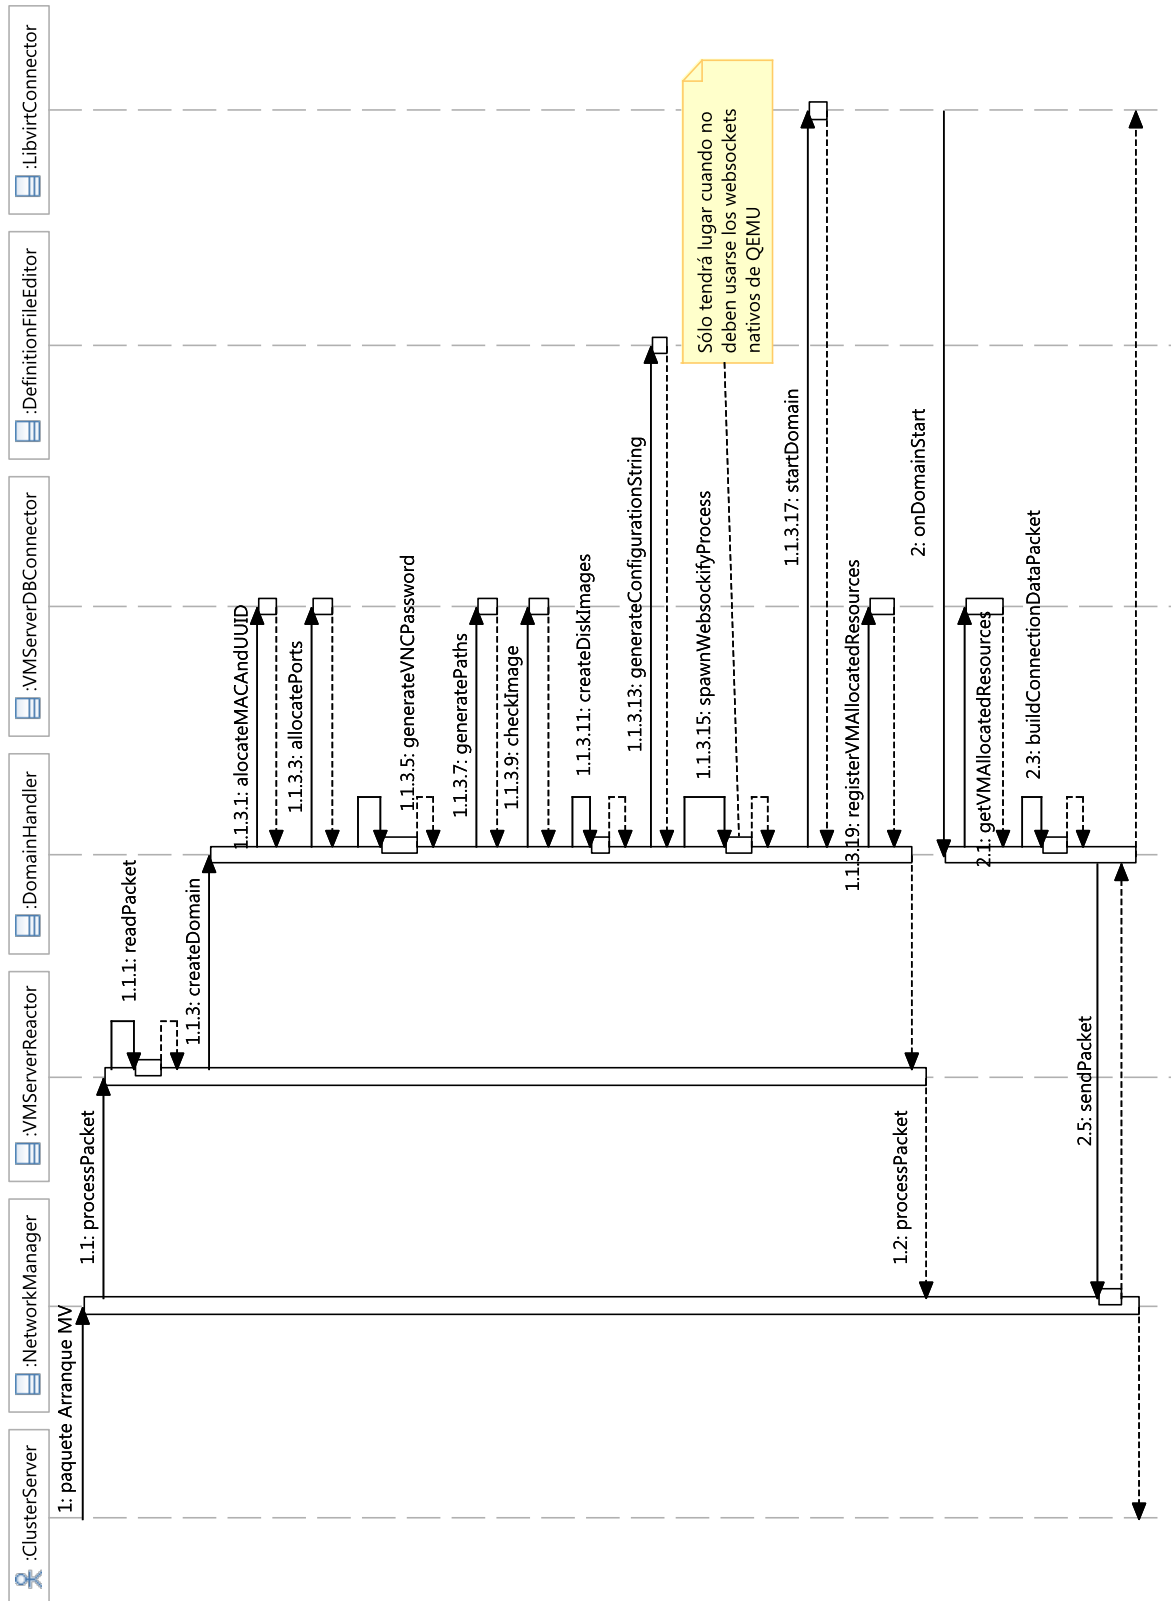 :ClusterServer
:NetworkManager
:VMServerReactor
:DomainHandler
:VMServerDBConnector
:DefinitionFileEditor
:LibvirtConnector
1: paquete Arranque MV
1.1: processPacket
1.1.1: readPacket
1.1.3: createDomain
1.1.3.1: alocateMACAndUUID
1.1.3.3: allocatePorts
1.1.3.5: generateVNCPassword
1.1.3.7: generatePaths
1.1.3.9: checkImage
1.1.3.11: createDiskImages
1.1.3.13: generateConfigurationString
1.1.3.15: spawnWebsockifyProcess
Sólo tendrá lugar cuando no
deben usarse los websockets
nativos de QEMU
1.1.3.17: startDomain
1.1.3.19: registerVMAllocatedResources
1.2: processPacket
2: onDomainStart
2.1: getVMAllocatedResources
2.3: buildConnectionDataPacket
2.5: sendPacket